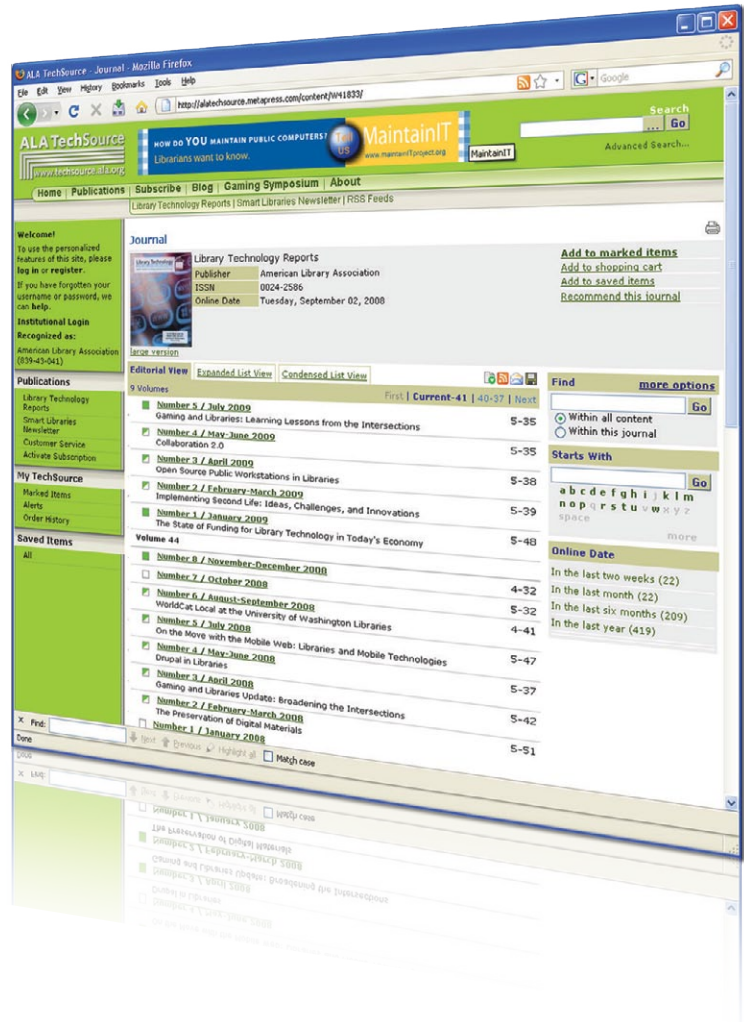 ALA TechSource - Journal - Mozilla Firefox
File Edit View History Bookmarks Tools Help
http://alatechsource.metapress.com/content/W41833/
Google
ALA TechSource
www.techsource.ala.org
HOW DO YOU MAINTAIN PUBLIC COMPUTERS?
Librarians want to know.
Tell US
MaintainIT
www.maintainITproject.org
MaintainIT
Search
... Go
Advanced Search...
Home | Publications | Subscribe | Blog | Gaming Symposium | About
Library Technology Reports | Smart Libraries Newsletter | RSS Feeds
Welcome!
To use the personalized
features of this site, please
log in or register.
If you have forgotten your
username or password, we
can help.
Institutional Login
Recognized as:
American Library Association
(839-43-041)
Publications
Library Technology
Reports
Smart Libraries
Newsletter
Customer Service
Activate Subscription
My TechSource
Marked Items
Alerts
Order History
Saved Items
All
Journal
Library Technology
large version
Library Technology Reports
Publisher American Library Association
ISSN 0024-2586
Online Date Tuesday, September 02, 2008
Add to marked items
Add to shopping cart
Add to saved items
Recommend this journal
Editorial View Expanded List View Condensed List View
9 Volumes First | Current-41 | 40-37 | Next
Number 5 / July 2009
Gaming and Libraries: Learning Lessons from the Intersections 5-35
Number 4 / May-June 2009
Collaboration 2.0 5-35
Number 3 / April 2009
Open Source Public Workstations in Libraries 5-38
Number 2 / February-March 2009
Implementing Second Life: Ideas, Challenges, and Innovations 5-39
Number 1 / January 2009
The State of Funding for Library Technology in Today's Economy 5-48
Volume 44
Number 8 / November-December 2008
Number 7 / October 2008 4-32
Number 6 / August-September 2008
WorldCat Local at the University of Washington Libraries 5-32
Number 5 / July 2008 4-41
On the Move with the Mobile Web: Libraries and Mobile Technologies
Number 4 / May-June 2008 5-47
Drupal in Libraries
Number 3 / April 2008 5-37
Gaming and Libraries Update: Broadening the Intersections
Number 2 / February-March 2008 5-42
The Preservation of Digital Materials
Number 1 / January 2008 5-51
Find more options
Go
Within all content
Within this journal
Starts With
Go
a b c d e f g h i j k l m
n o p q r s t u v w x y z
space
more
Online Date
In the last two weeks (22)
In the last month (22)
In the last six months (209)
In the last year (419)
× Find: Next Previous Highlight all Match case
Done